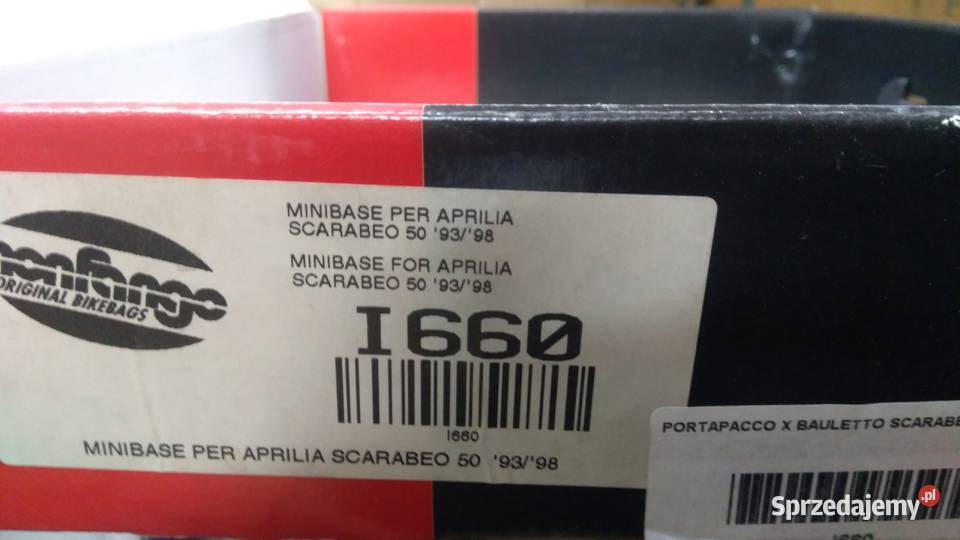 MINIBASE PER APRILIA
SCARABEO 50 '93/'98
MINIBASE FOR APRILIA
SCARABEO 50 '93/'98
ORIGINAL BIKEBAGS
I660
I660
MINIBASE PER APRILIA SCARABEO 50 '93/'98
PORTAPACCO X BAULETTO
I660
Sprzedajemy.pl